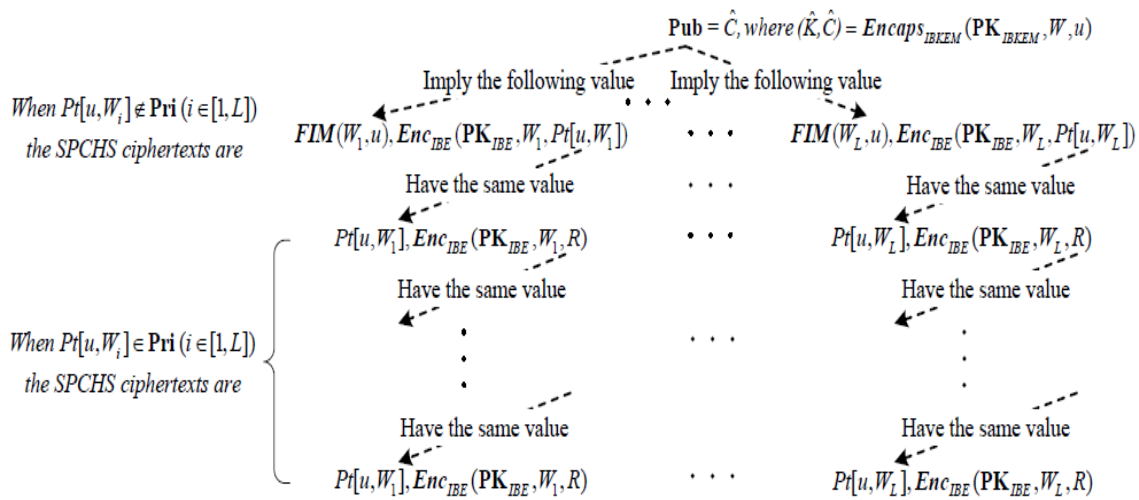 Pub = Ĉ, where (K̂,Ĉ) = Encaps_IBKEM(PK_IBKEM, W, u)
Imply the following value Imply the following value
When Pt[u,W_i] ∉ Pri (i ∈ [1, L])
the SPCHS ciphertexts are
FIM(W_1,u), Enc_IBE(PK_IBE, W_1, Pt[u,W_1]) FIM(W_L,u), Enc_IBE(PK_IBE, W_L, Pt[u,W_L])
Have the same value Have the same value
Pt[u,W_1], Enc_IBE(PK_IBE, W_1, R) Pt[u,W_L], Enc_IBE(PK_IBE, W_L, R)
Have the same value Have the same value
When Pt[u,W_i] ∈ Pri (i ∈ [1, L])
the SPCHS ciphertexts are
Have the same value Have the same value
Pt[u,W_1], Enc_IBE(PK_IBE, W_1, R) Pt[u,W_L], Enc_IBE(PK_IBE, W_L, R)